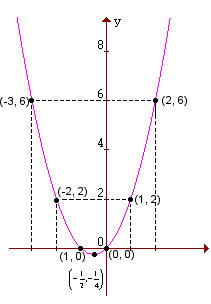 y
8
(-3, 6) 6 (2, 6)
4
(-2, 2) 2 (1, 2)
0
(1, 0) (0, 0)
(-1/2, -1/4)